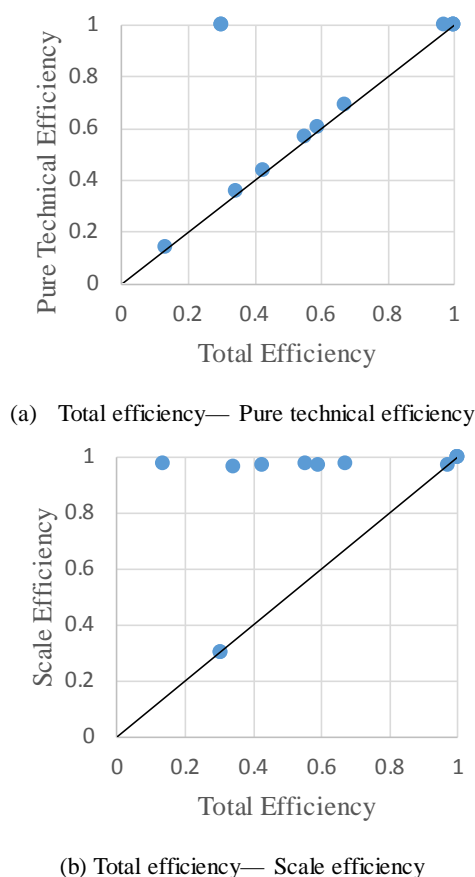 1
0.8
0.6
0.4
0.2
0
Pure Technical Efficiency
0 0.2 0.4 0.6 0.8 1
Total Efficiency
(a) Total efficiency— Pure technical efficiency
1
0.8
0.6
0.4
0.2
0
Scale Efficiency
0 0.2 0.4 0.6 0.8 1
Total Efficiency
(b) Total efficiency— Scale efficiency